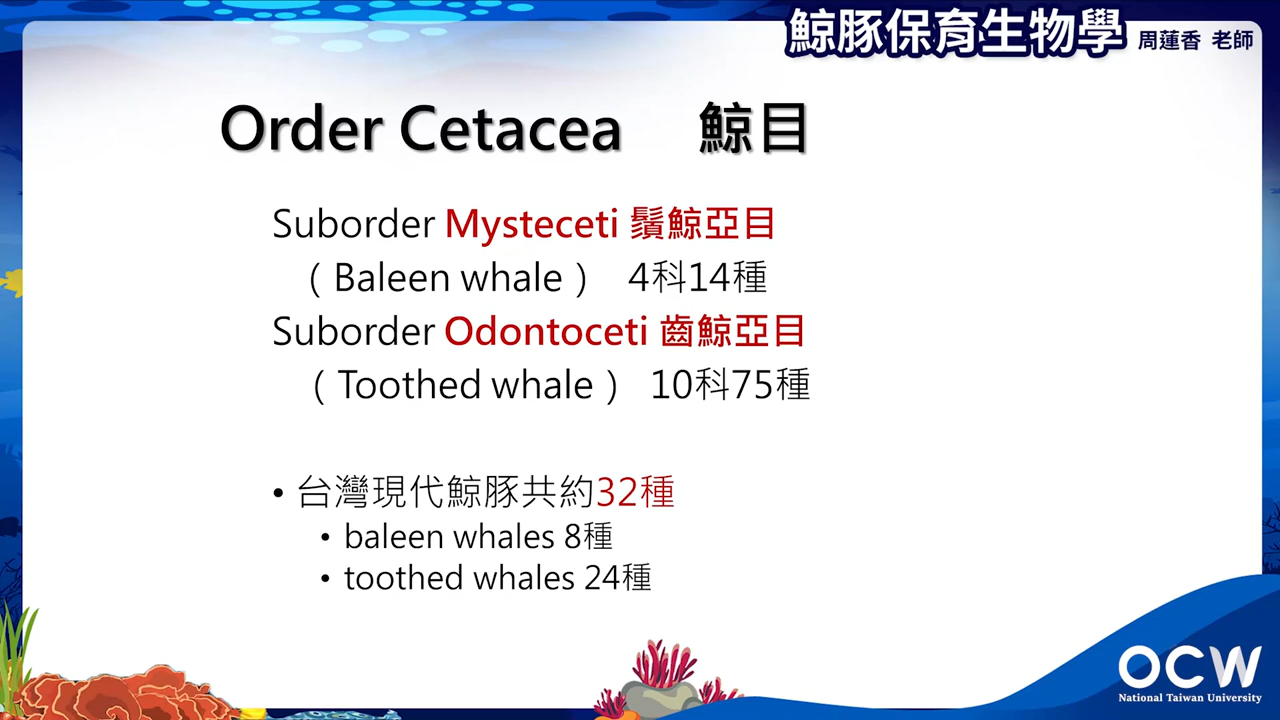 鯨豚保育生物學 周蓮香 老師
Order Cetacea 鯨目
Suborder Mysteceti 鬚鯨亞目
（Baleen whale） 4科14種
Suborder Odontoceti 齒鯨亞目
（Toothed whale） 10科75種
• 台灣現代鯨豚共約32種
• baleen whales 8種
• toothed whales 24種
OCW
National Taiwan University